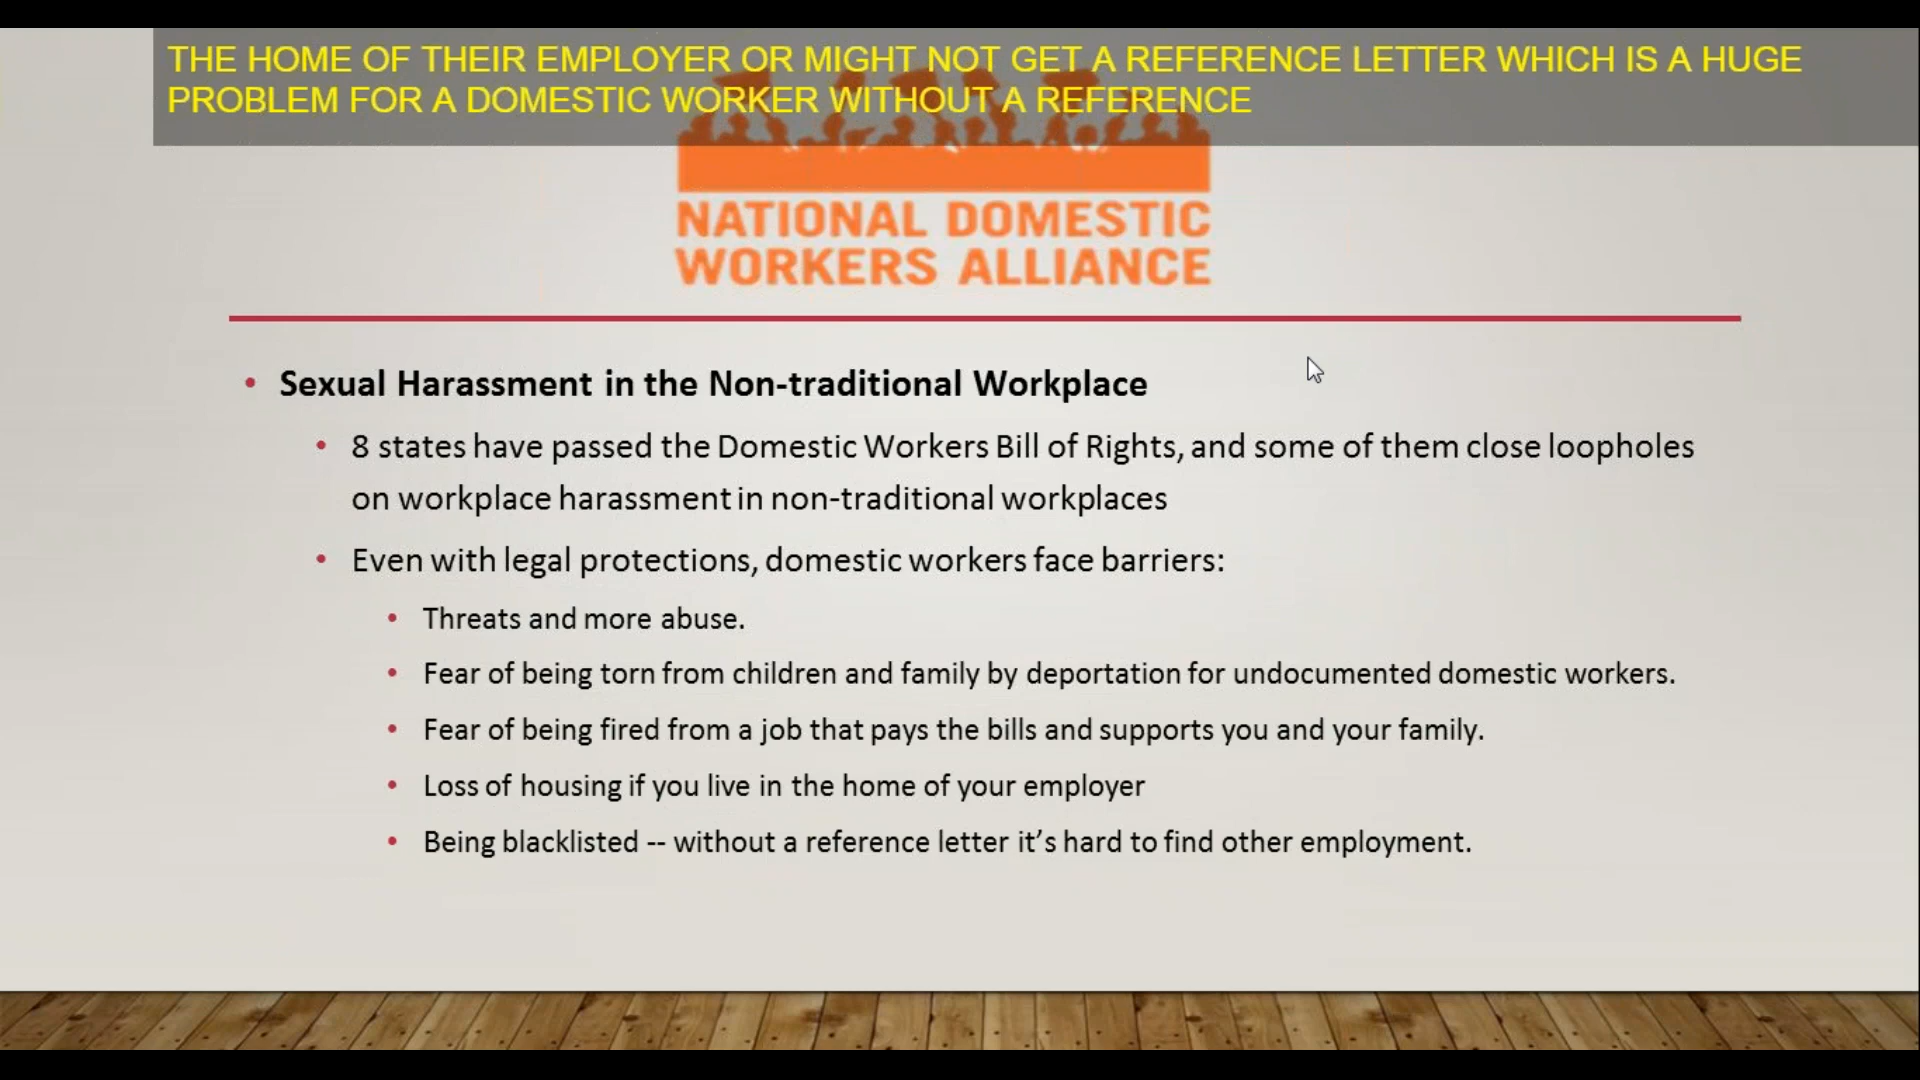 THE HOME OF THEIR EMPLOYER OR MIGHT NOT GET A REFERENCE LETTER WHICH IS A HUGE
PROBLEM FOR A DOMESTIC WORKER WITHOUT A REFERENCE
NATIONAL DOMESTIC
WORKERS ALLIANCE
• Sexual Harassment in the Non-traditional Workplace
• 8 states have passed the Domestic Workers Bill of Rights, and some of them close loopholes
on workplace harassment in non-traditional workplaces
• Even with legal protections, domestic workers face barriers:
• Threats and more abuse.
• Fear of being torn from children and family by deportation for undocumented domestic workers.
• Fear of being fired from a job that pays the bills and supports you and your family.
• Loss of housing if you live in the home of your employer
• Being blacklisted -- without a reference letter it’s hard to find other employment.